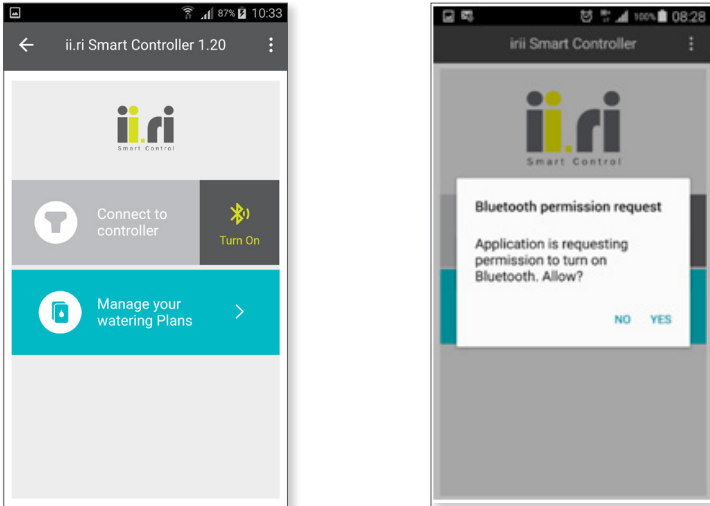 87% 10:33
ii.ri Smart Controller 1.20
ii.ri
Smart Control
Connect to
controller
Turn On
Manage your
watering Plans
100% 08:28
irii Smart Controller
ii.ri
Smart Control
Bluetooth permission request
Application is requesting
permission to turn on
Bluetooth. Allow?
NO YES